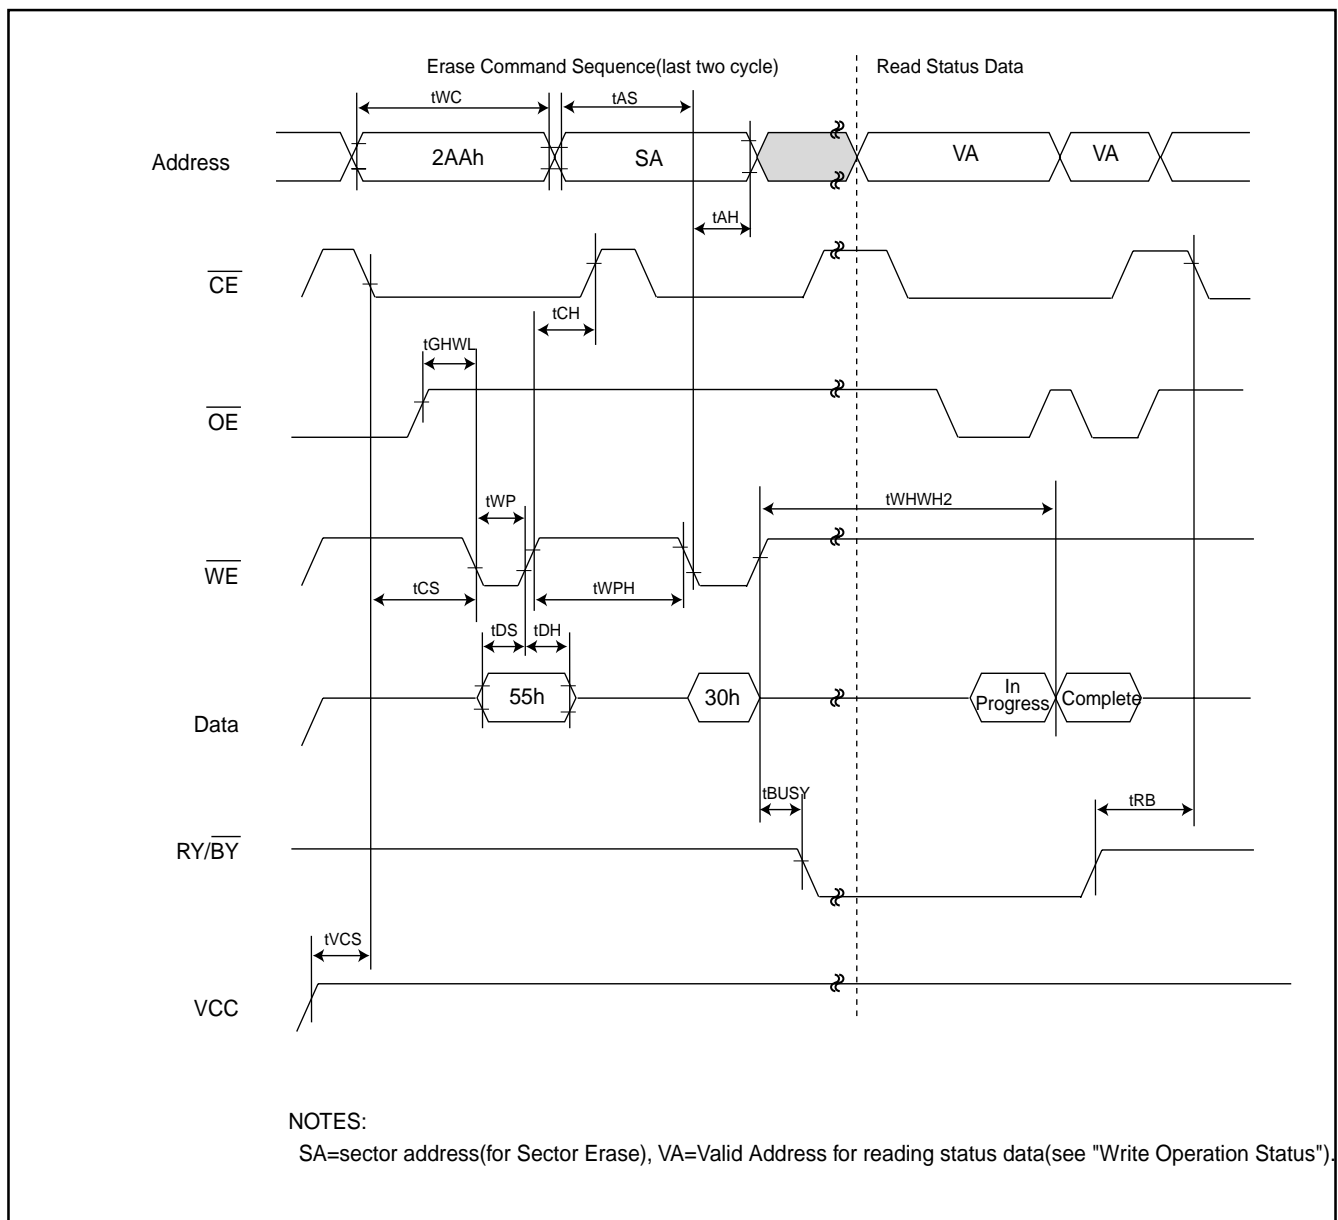 Erase Command Sequence(last two cycle) Read Status Data
tWC tAS
Address 2AAh SA VA VA
tAH
CE
tCH
tGHWL
OE
tWP tWHWH2
WE
tCS tWPH
tDS tDH
Data 55h 30h In Progress Complete
tBUSY tRB
RY/BY
tVCS
VCC
NOTES:
SA=sector address(for Sector Erase), VA=Valid Address for reading status data(see "Write Operation Status").